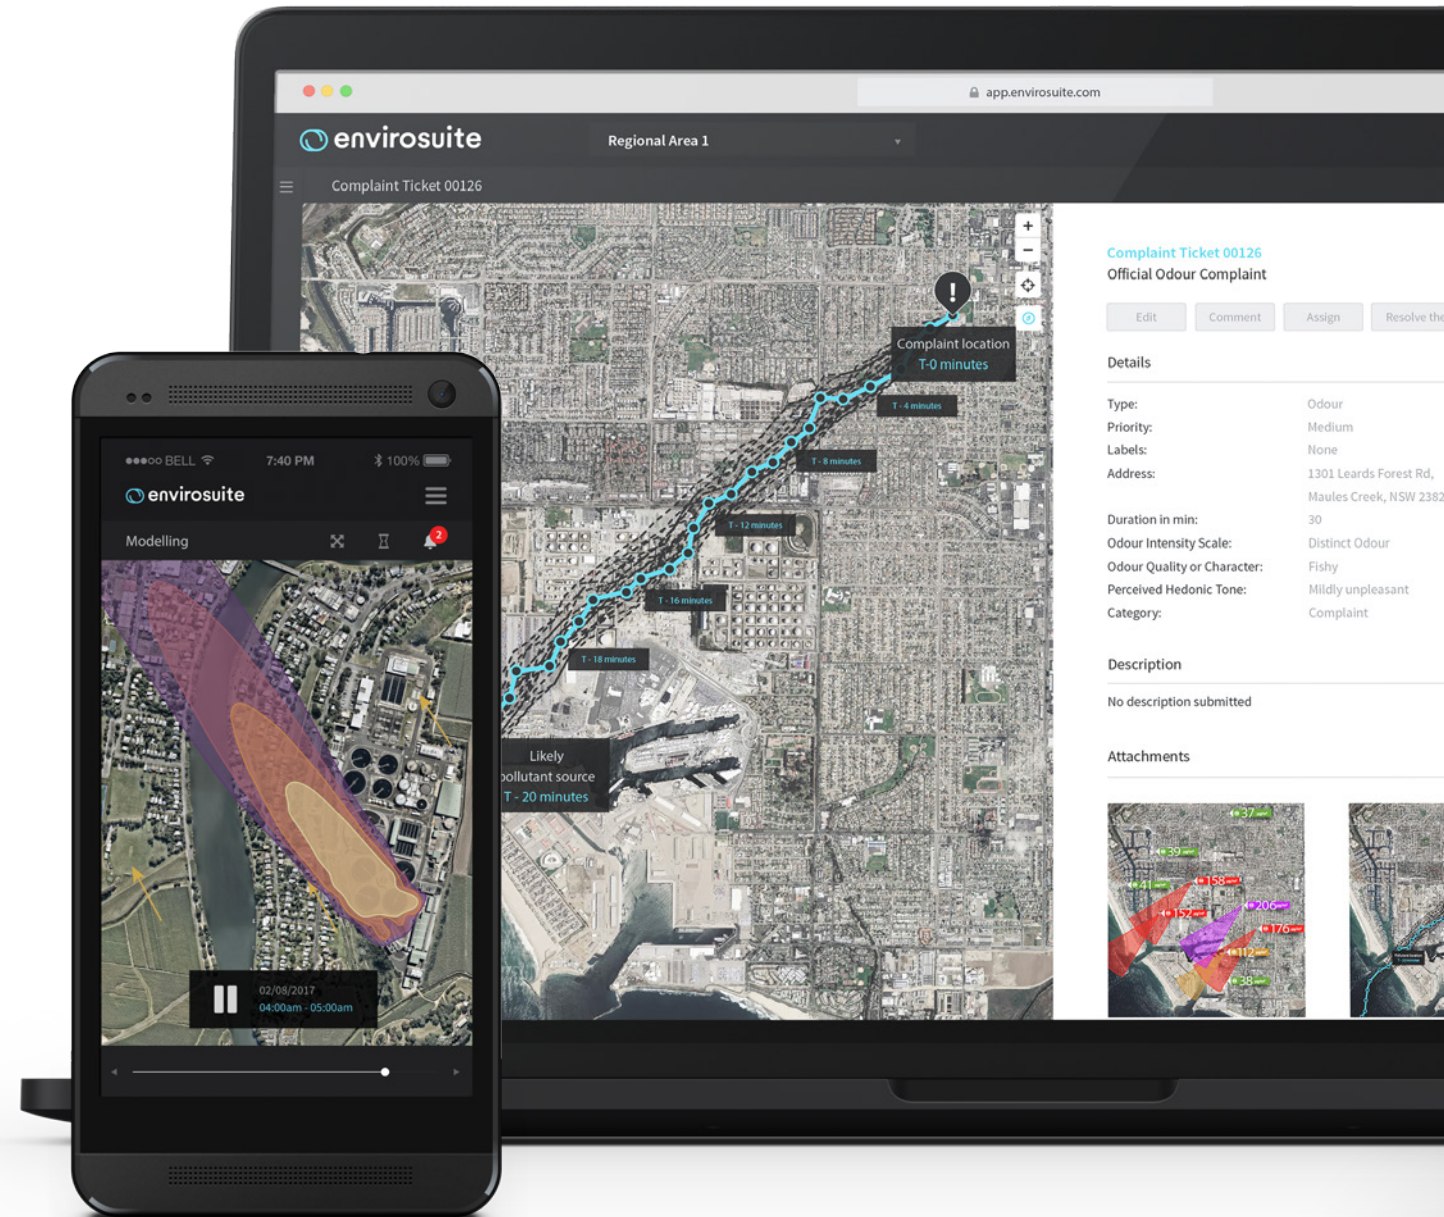 app.envirosuite.com
envirosuite
Regional Area 1
Complaint Ticket 00126
+
-
!
Complaint location
T-0 minutes
T - 4 minutes
T - 8 minutes
T - 12 minutes
T - 16 minutes
T - 18 minutes
Likely
pollutant source
T - 20 minutes
Complaint Ticket 00126
Official Odour Complaint
Edit
Comment
Assign
Resolve the
Details
Type: Odour
Priority: Medium
Labels: None
Address: 1301 Leards Forest Rd,
Maules Creek, NSW 2382
Duration in min: 30
Odour Intensity Scale: Distinct Odour
Odour Quality or Character: Fishy
Perceived Hedonic Tone: Mildly unpleasant
Category: Complaint
Description
No description submitted
Attachments
37
39
41
158
152
206
176
112
38
BELL 7:40 PM 100%
envirosuite
Modelling
2
02/08/2017
04:00am - 05:00am